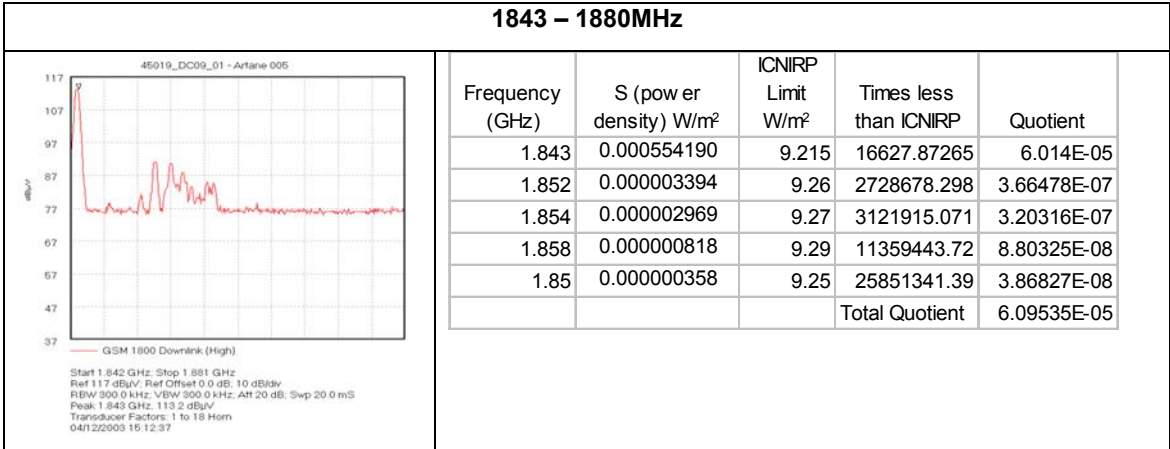 1843 – 1880MHz
45019_DC09_01 - Artane 005
117
107
97
87
77
67
57
47
37
dBµV
GSM 1800 Downlink (High)
Start 1.842 GHz; Stop 1.881 GHz
Ref 117 dBµV; Ref Offset 0.0 dB; 10 dB/div
RBW 300.0 kHz; VBW 300.0 kHz; Att 20 dB; Swp 20.0 mS
Peak 1.843 GHz, 113.2 dBµV
Transducer Factors: 1 to 18 Horn
04/12/2003 15:12:37
Frequency (GHz) S (power density) W/m² ICNIRP Limit W/m² Times less than ICNIRP Quotient
1.843 0.000554190 9.215 16627.87265 6.014E-05
1.852 0.000003394 9.26 2728678.298 3.66478E-07
1.854 0.000002969 9.27 3121915.071 3.20316E-07
1.858 0.000000818 9.29 11359443.72 8.80325E-08
1.85 0.000000358 9.25 25851341.39 3.86827E-08
Total Quotient 6.09535E-05